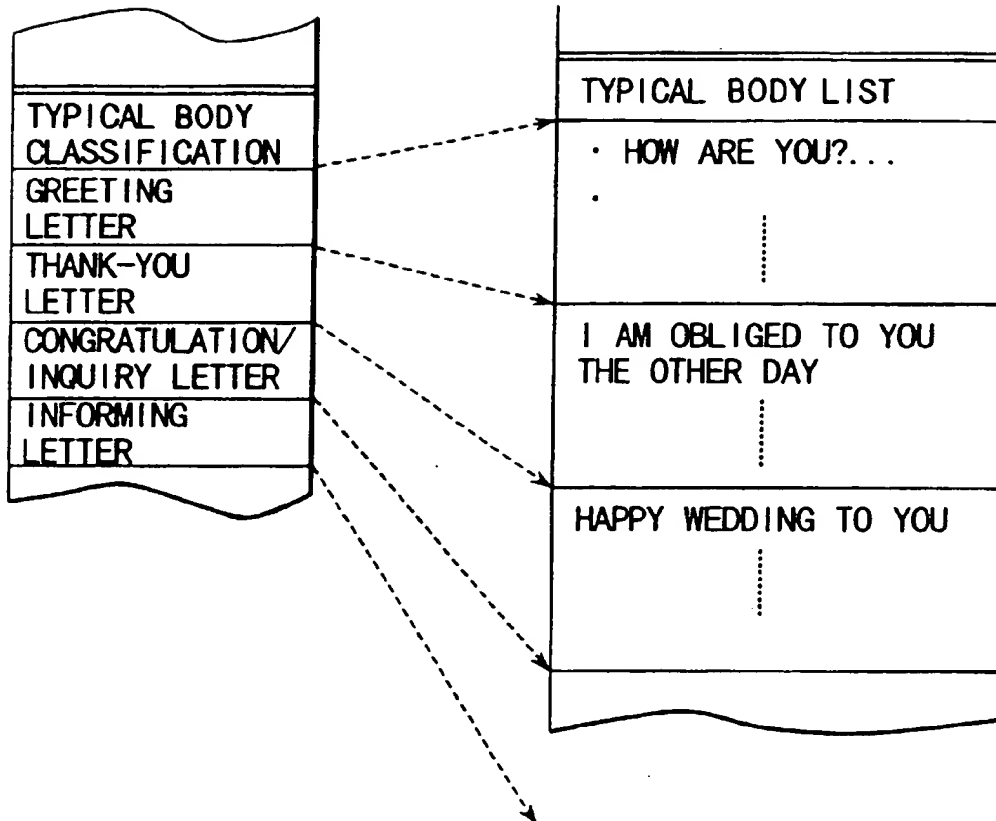 TYPICAL BODY
CLASSIFICATION
GREETING
LETTER
THANK-YOU
LETTER
CONGRATULATION/
INQUIRY LETTER
INFORMING
LETTER
TYPICAL BODY LIST
· HOW ARE YOU?...
·
I AM OBLIGED TO YOU
THE OTHER DAY
HAPPY WEDDING TO YOU